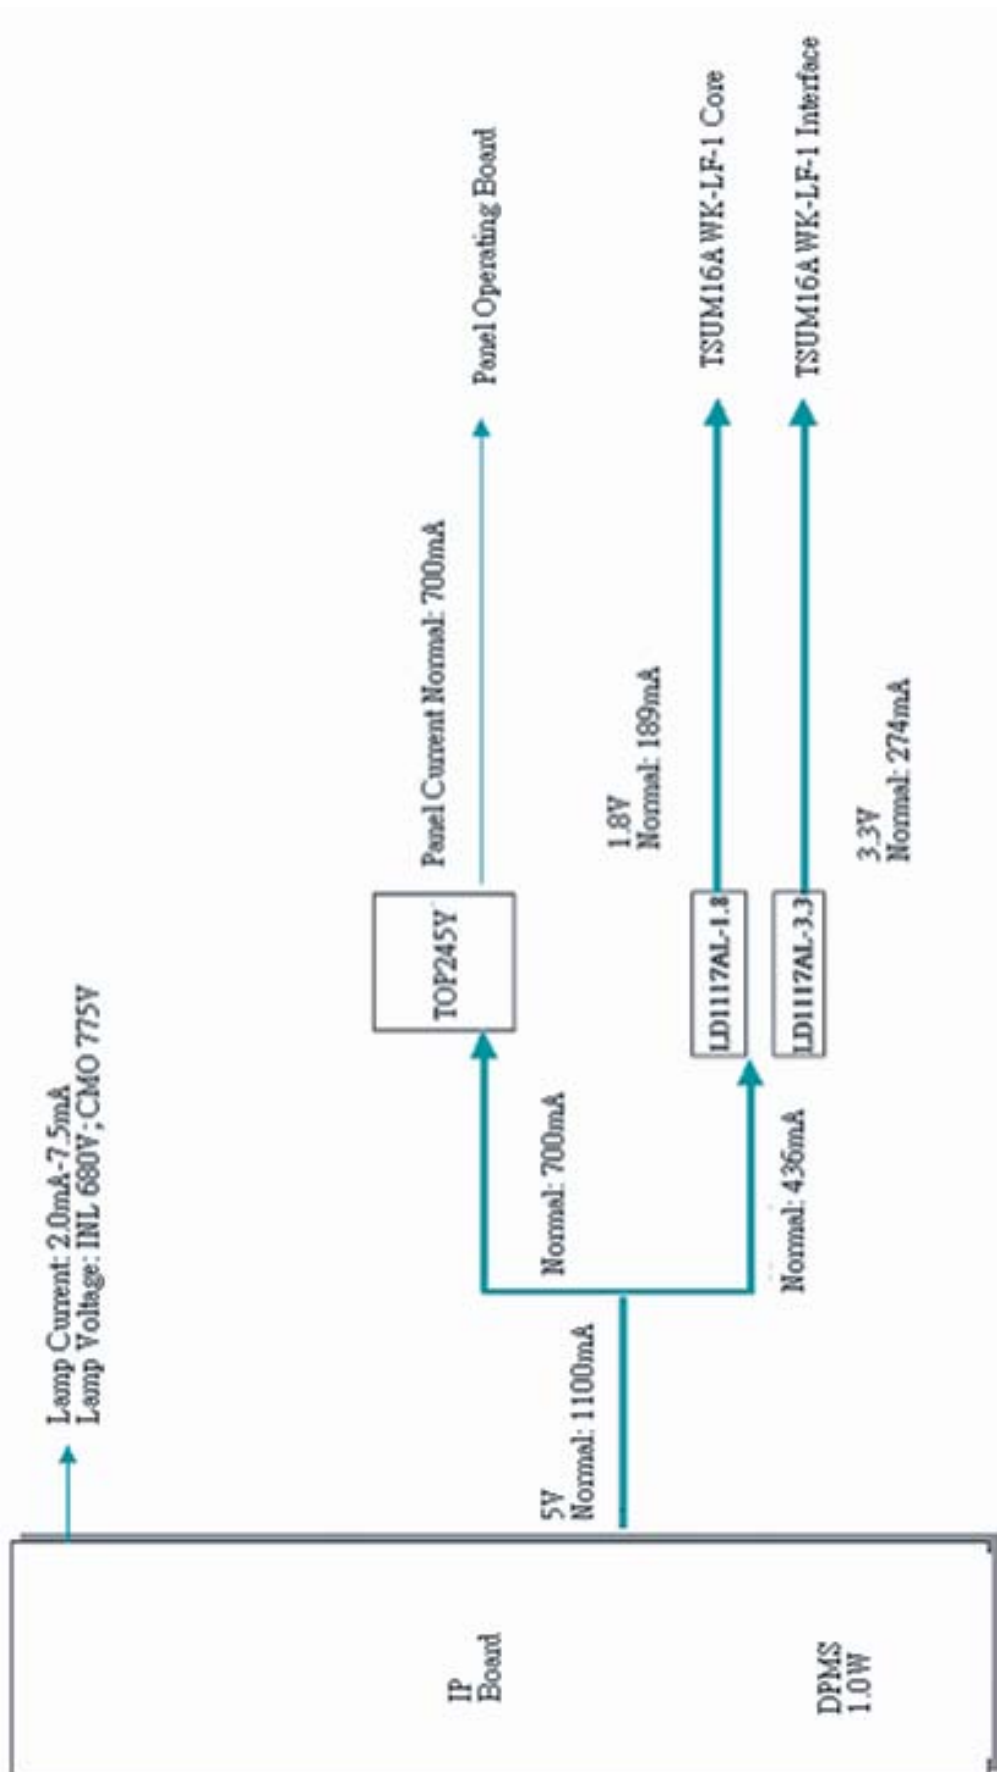 Lamp Current: 2.0mA-7.5mA
Lamp Voltage: INL 680V; CMO 775V
IP
Board
DPMS
1.0W
5V
Normal: 1100mA
Normal: 700mA
Normal: 436mA
TOP245Y
Panel Current Normal: 700mA
Panel Operating Board
LD1117AL-1.8
1.8V
Normal: 189mA
TSUM16AWK-LF-1 Core
LD1117AL-3.3
3.3V
Normal: 274mA
TSUM16AWK-LF-1 Interface